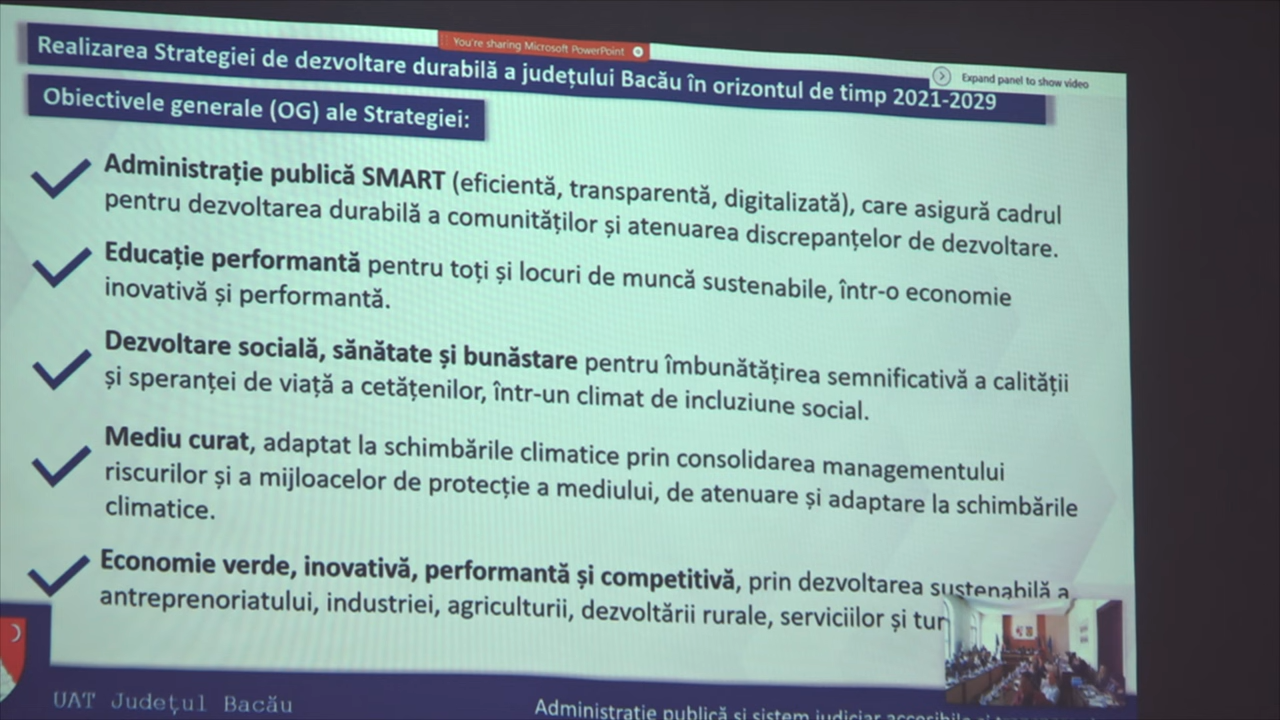 You're sharing Microsoft PowerPoint
Expand panel to show video
Realizarea Strategiei de dezvoltare durabilă a județului Bacău în orizontul de timp 2021-2029
Obiectivele generale (OG) ale Strategiei:
Administrație publică SMART (eficientă, transparentă, digitalizată), care asigură cadrul
pentru dezvoltarea durabilă a comunităților și atenuarea discrepanțelor de dezvoltare.
Educație performantă pentru toți și locuri de muncă sustenabile, într-o economie
inovativă și performantă.
Dezvoltare socială, sănătate și bunăstare pentru îmbunătățirea semnificativă a calității
și speranței de viață a cetățenilor, într-un climat de incluziune social.
Mediu curat, adaptat la schimbările climatice prin consolidarea managementului
riscurilor și a mijloacelor de protecție a mediului, de atenuare și adaptare la schimbările
climatice.
Economie verde, inovativă, performantă și competitivă, prin dezvoltarea sustenabilă a
antreprenoriatului, industriei, agriculturii, dezvoltării rurale, serviciilor și
UAT Județul Bacău
Administrație publică și sistem judiciar